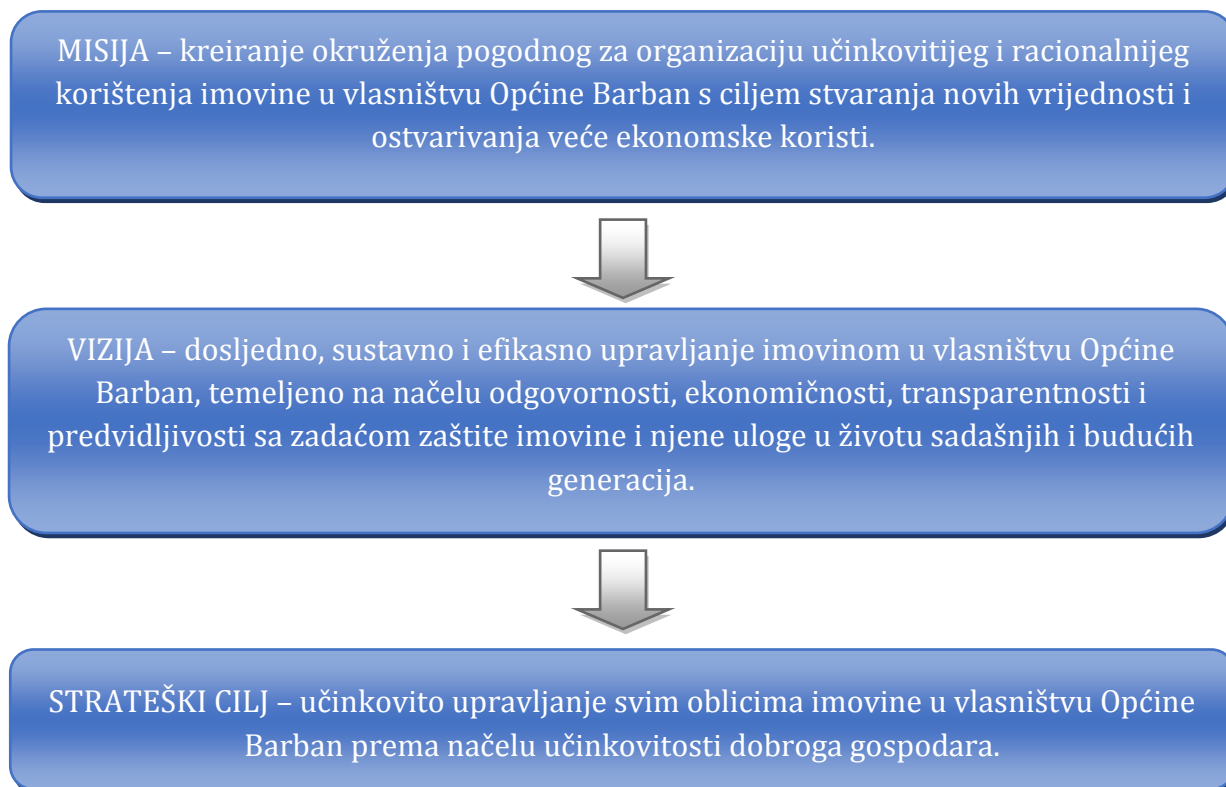 MISIJA – kreiranje okruženja pogodnog za organizaciju učinkovitijeg i racionalnijeg
korištenja imovine u vlasništvu Općine Barban s ciljem stvaranja novih vrijednosti i
ostvarivanja veće ekonomske koristi.
VIZIJA – dosljedno, sustavno i efikasno upravljanje imovinom u vlasništvu Općine
Barban, temeljeno na načelu odgovornosti, ekonomičnosti, transparentnosti i
predvidljivosti sa zadaćom zaštite imovine i njene uloge u životu sadašnjih i budućih
generacija.
STRATEŠKI CILJ – učinkovito upravljanje svim oblicima imovine u vlasništvu Općine
Barban prema načelu učinkovitosti dobroga gospodara.